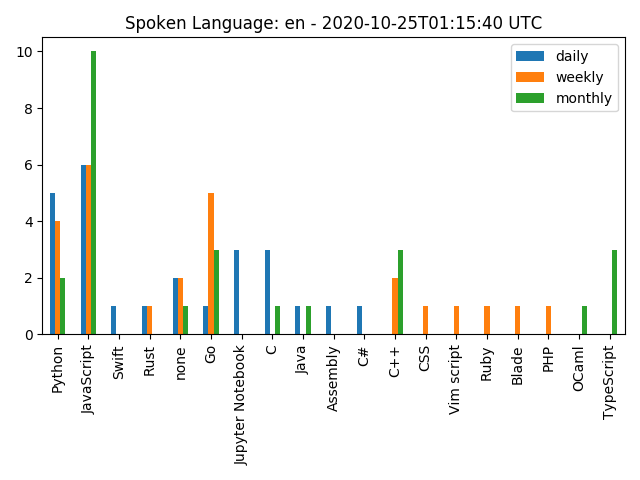 Spoken Language: en - 2020-10-25T01:15:40 UTC
daily
weekly
monthly
10
8
6
4
2
0
Python
JavaScript
Swift
Rust
none
Go
Jupyter Notebook
C
Java
Assembly
C#
C++
CSS
Vim script
Ruby
Blade
PHP
OCaml
TypeScript